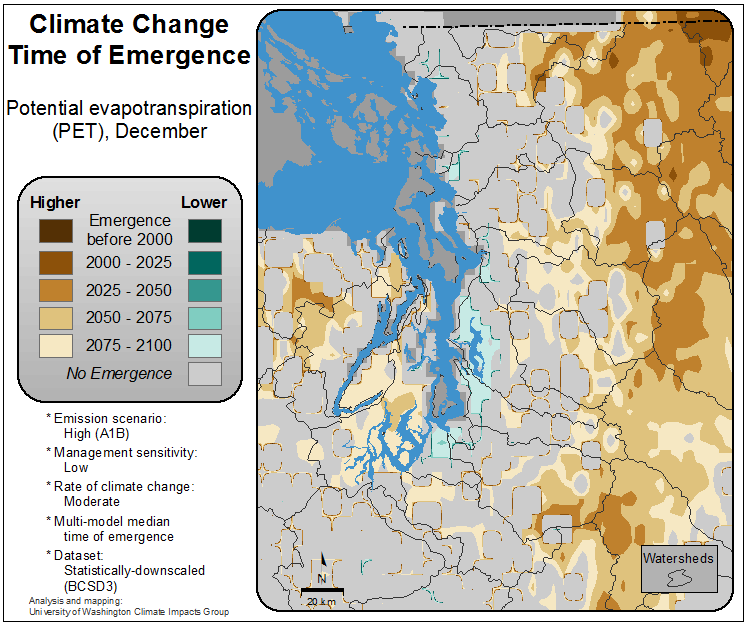 Climate Change
Time of Emergence
Potential evapotranspiration
(PET), December
Higher Lower
Emergence
before 2000
2000 - 2025
2025 - 2050
2050 - 2075
2075 - 2100
No Emergence
* Emission scenario:
High (A1B)
* Management sensitivity:
Low
* Rate of climate change:
Moderate
* Multi-model median
time of emergence
* Dataset:
Statistically-downscaled
(BCSD3)
Analysis and mapping:
University of Washington Climate Impacts Group
N
20 km
Watersheds